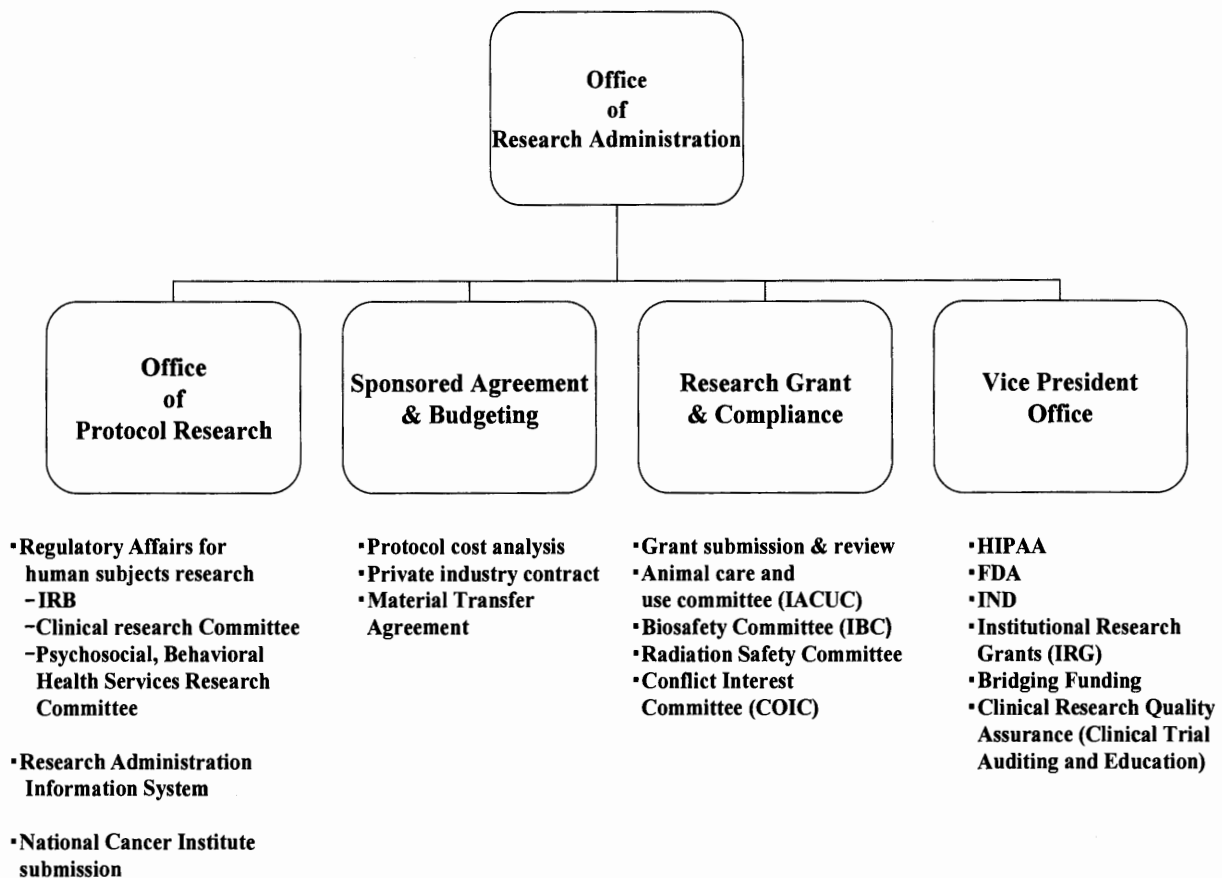 Office
of
Research Administration
Office
of
Protocol Research
Sponsored Agreement
& Budgeting
Research Grant
& Compliance
Vice President
Office
▪Regulatory Affairs for
human subjects research
–IRB
–Clinical research Committee
–Psychosocial, Behavioral
Health Services Research
Committee
▪Research Administration
Information System
▪National Cancer Institute
submission
▪Protocol cost analysis
▪Private industry contract
▪Material Transfer
Agreement
▪Grant submission & review
▪Animal care and
use committee (IACUC)
▪Biosafety Committee (IBC)
▪Radiation Safety Committee
▪Conflict Interest
Committee (COIC)
▪HIPAA
▪FDA
▪IND
▪Institutional Research
Grants (IRG)
▪Bridging Funding
▪Clinical Research Quality
Assurance (Clinical Trial
Auditing and Education)